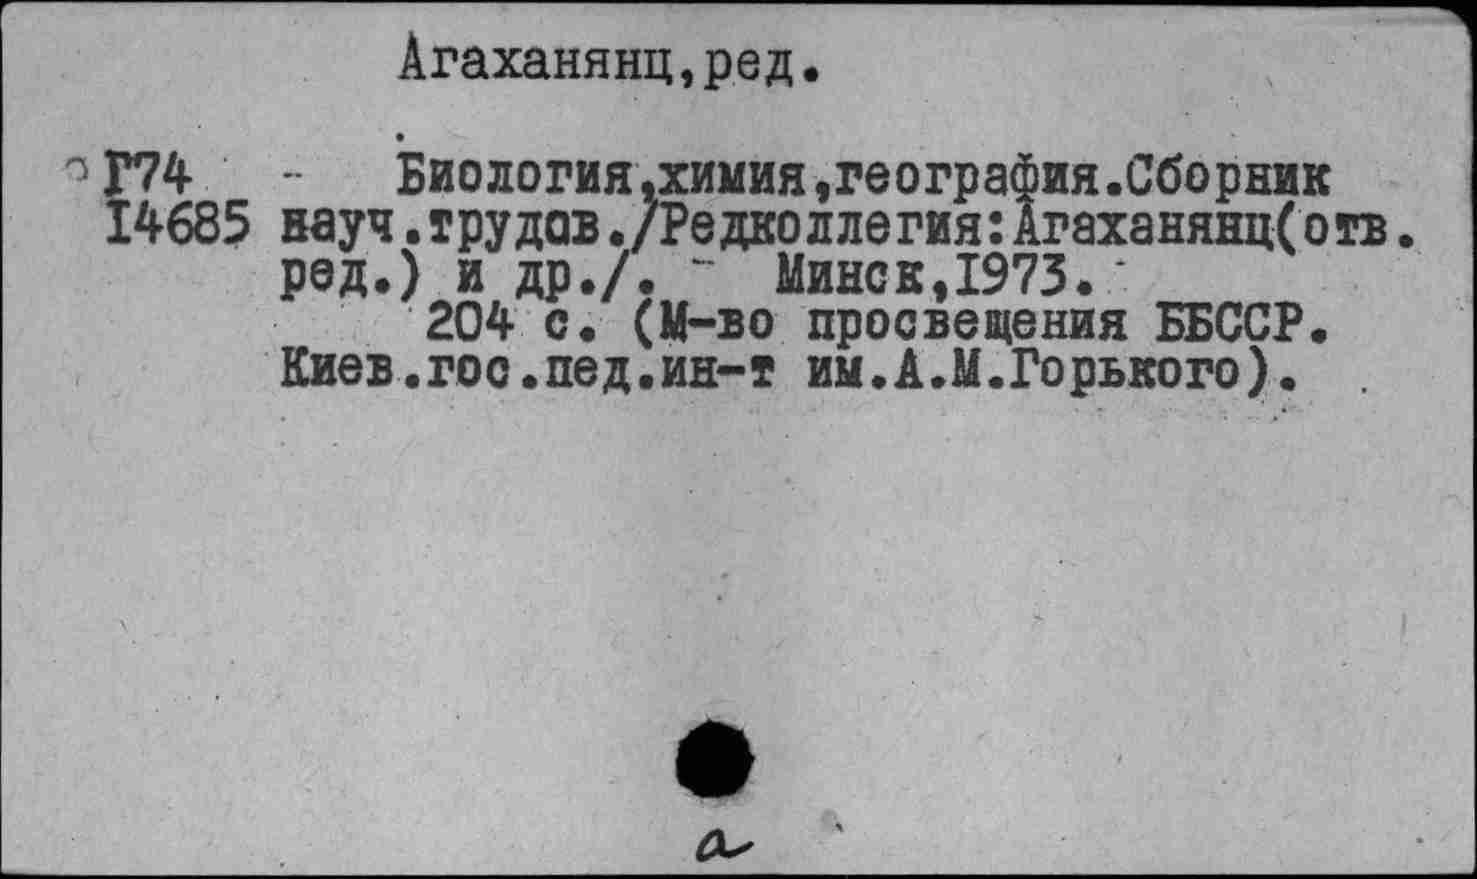 Агаханянц,ред.
Г74 - Биология,химия,география.Сборник
14685 науч.трудов./Редколлегия:Агаханянц(отв.
ред.) и др./. - Минск,1973.
204 с. (М-во просвещения ББССР.
Киев.гос.пед.ин-т им.А.М.Горького).
а